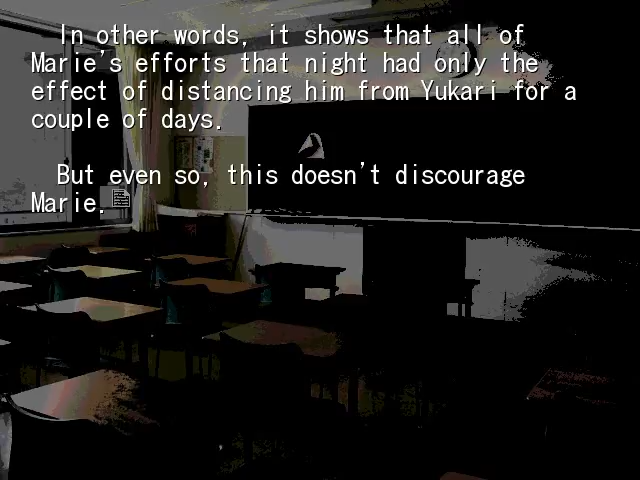 In other words, it shows that all of
Marie's efforts that night had only the
effect of distancing him from Yukari for a
couple of days.
But even so, this doesn't discourage
Marie.